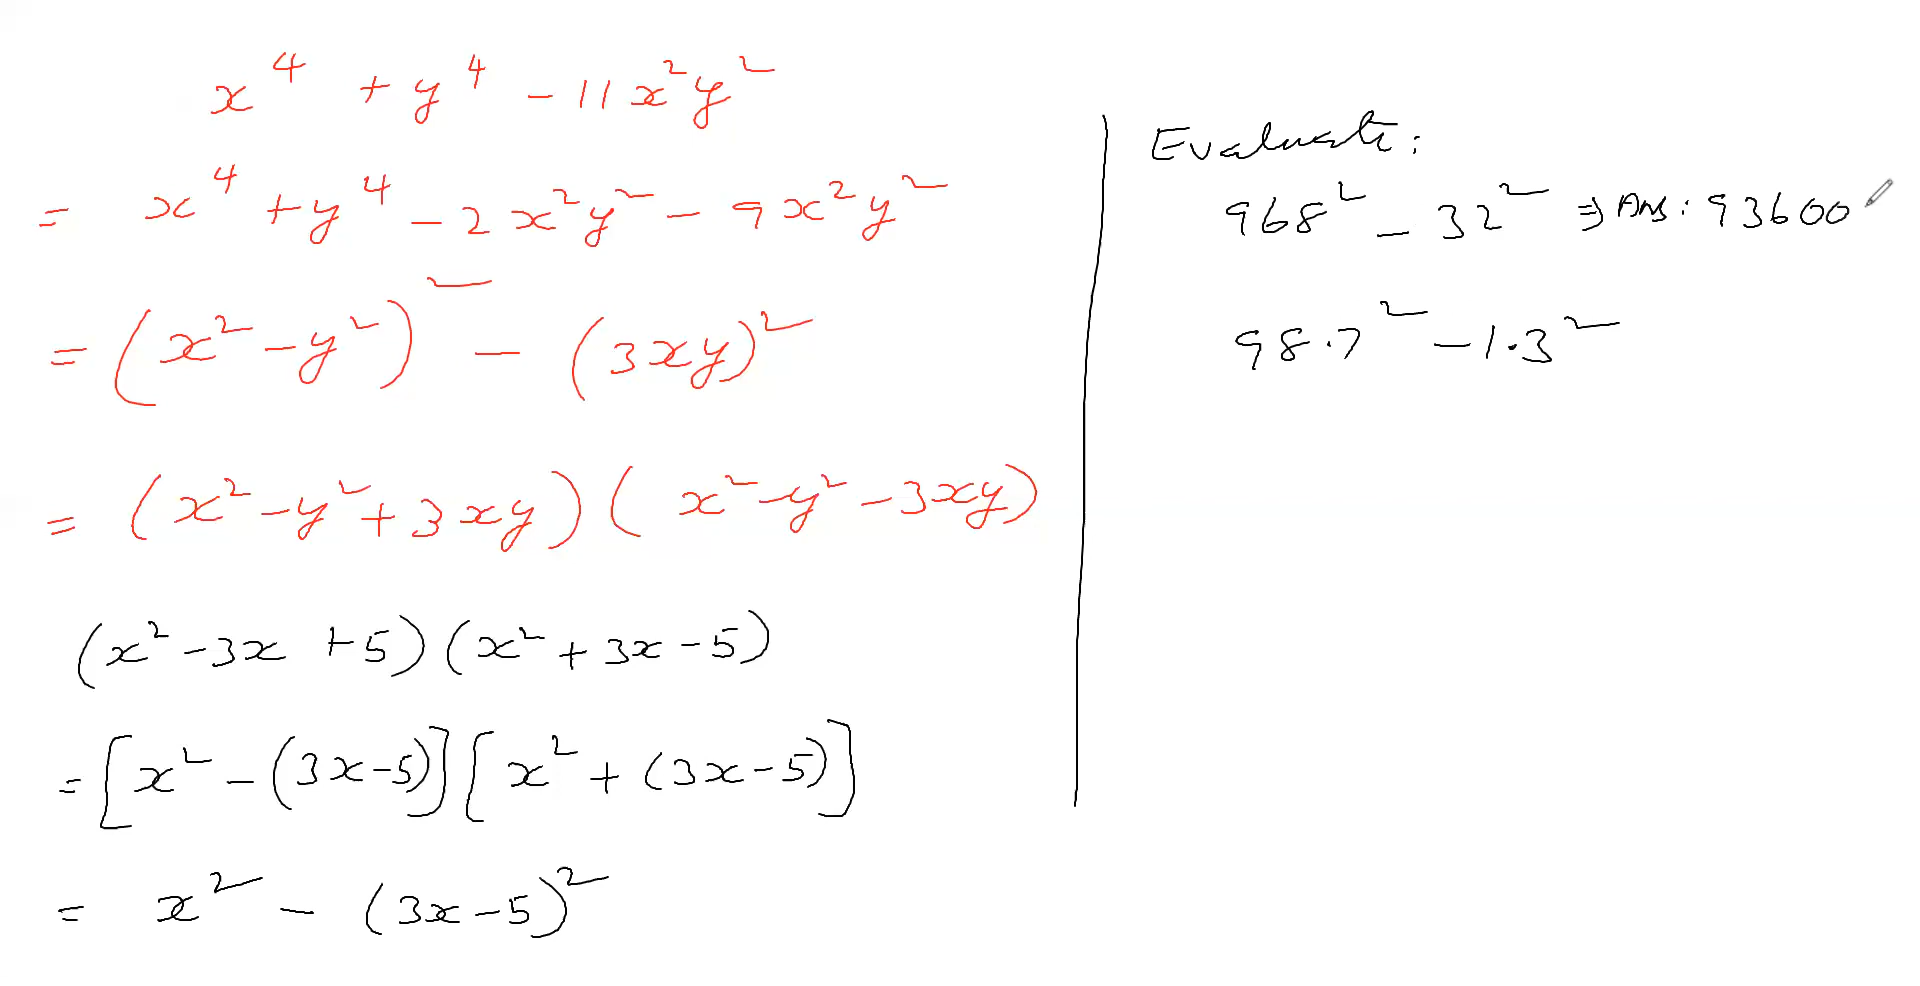 x⁴ + y⁴ - 11x²y²
= x⁴ + y⁴ - 2x²y² - 9x²y²
= (x² - y²)² - (3xy)²
= (x² - y² + 3xy)(x² - y² - 3xy)
(x² - 3x + 5)(x² + 3x - 5)
= [x² - (3x - 5)][x² + (3x - 5)]
= x² - (3x - 5)²
Evaluate:
968² - 32² ⇒ Ans: 93600
98.7² - 1.3²